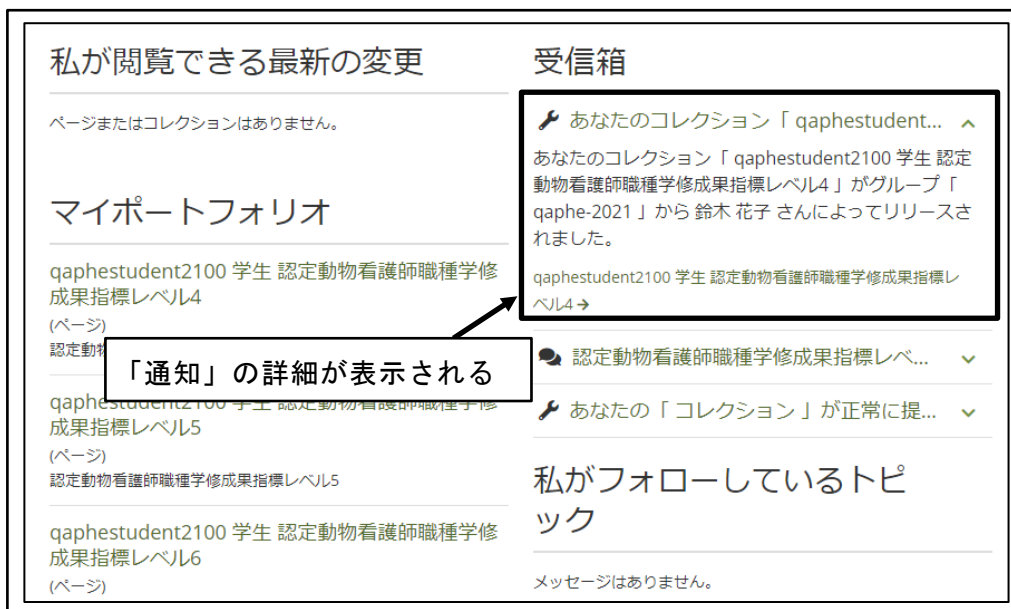 私が閲覧できる最新の変更
ページまたはコレクションはありません。
マイポートフォリオ
qaphestudent2100 学生 認定動物看護師職種学修
成果指標レベル4
(ページ)
認定動物
「通知」の詳細が表示される
qaphestudent2100 学生 認定動物看護師職種学修
成果指標レベル5
(ページ)
認定動物看護師職種学修成果指標レベル5
qaphestudent2100 学生 認定動物看護師職種学修
成果指標レベル6
(ページ)
受信箱
あなたのコレクション「 qaphestudent...
あなたのコレクション「 qaphestudent2100 学生 認定
動物看護師職種学修成果指標レベル4 」がグループ「
qaphe-2021 」から 鈴木 花子 さんによってリリースさ
れました。
qaphestudent2100 学生 認定動物看護師職種学修成果指標レ
ベル4
認定動物看護師職種学修成果指標レベ...
あなたの「 コレクション 」が正常に提...
私がフォローしているトピ
ック
メッセージはありません。